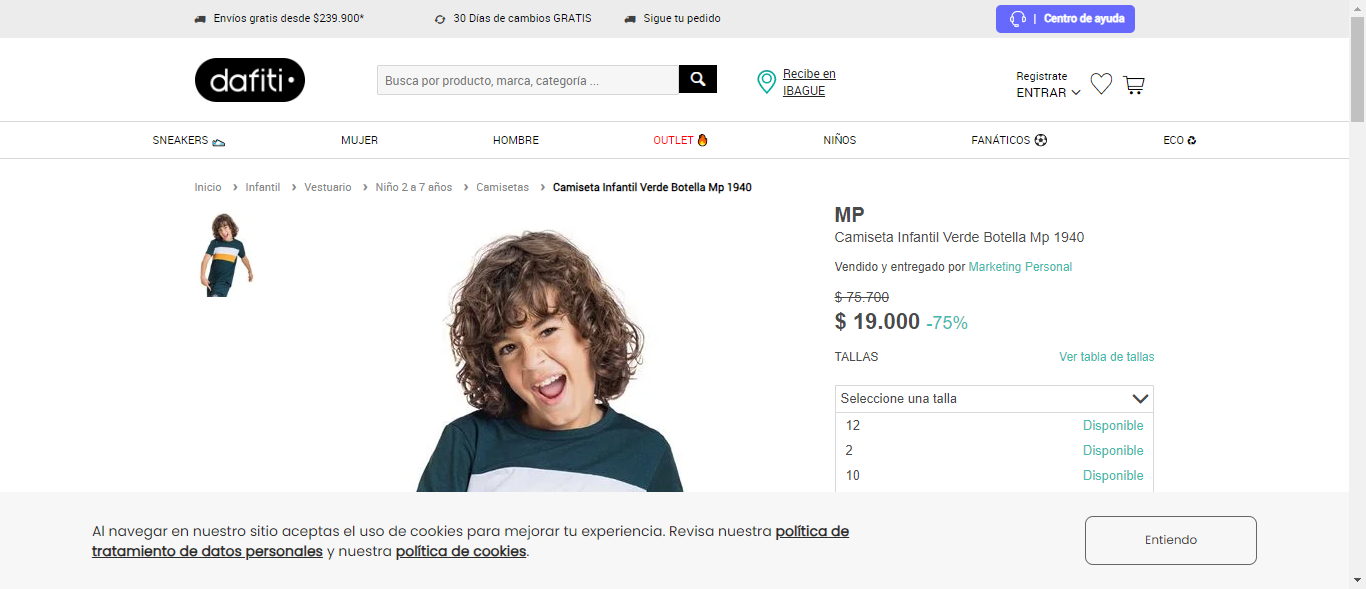 Envíos gratis desde $239.900*
30 Días de cambios GRATIS
Sigue tu pedido
| Centro de ayuda
dafiti
Busca por producto, marca, categoría ...
Recibe en
IBAGUE
Registrate
ENTRAR
SNEAKERS
MUJER
HOMBRE
OUTLET
NIÑOS
FANÁTICOS
ECO
Inicio › Infantil › Vestuario › Niño 2 a 7 años › Camisetas › Camiseta Infantil Verde Botella Mp 1940
MP
Camiseta Infantil Verde Botella Mp 1940
Vendido y entregado por Marketing Personal
$ 75.700
$ 19.000 -75%
TALLAS
Ver tabla de tallas
Seleccione una talla
12 Disponible
2 Disponible
10 Disponible
Al navegar en nuestro sitio aceptas el uso de cookies para mejorar tu experiencia. Revisa nuestra política de
tratamiento de datos personales y nuestra política de cookies.
Entiendo